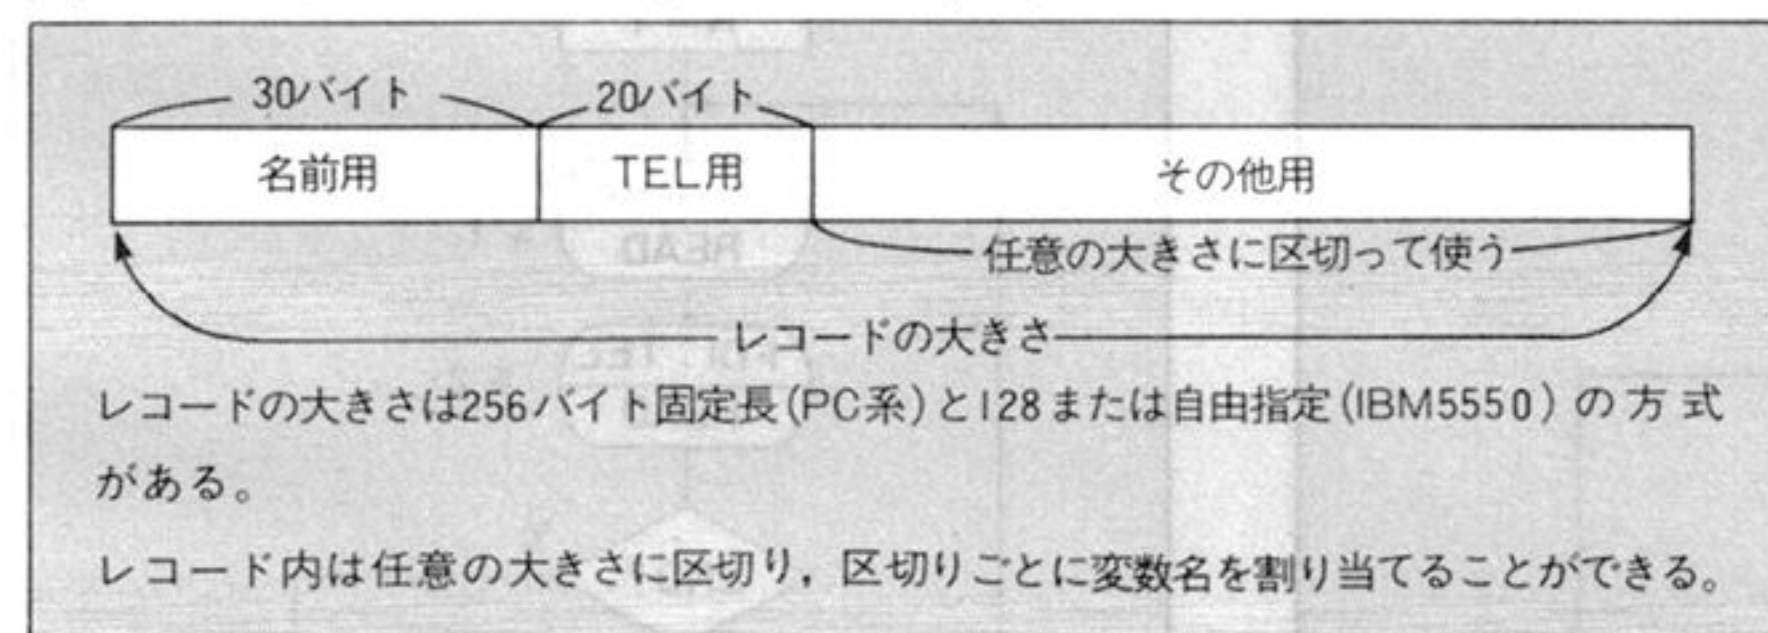 30バイト 20バイト
名前用 TEL用 その他用
任意の大きさに区切って使う
レコードの大きさ
レコードの大きさは256バイト固定長(PC系)と128または自由指定(IBM5550)の方式
がある。
レコード内は任意の大きさに区切り,区切りごとに変数名を割り当てることができる。
READ